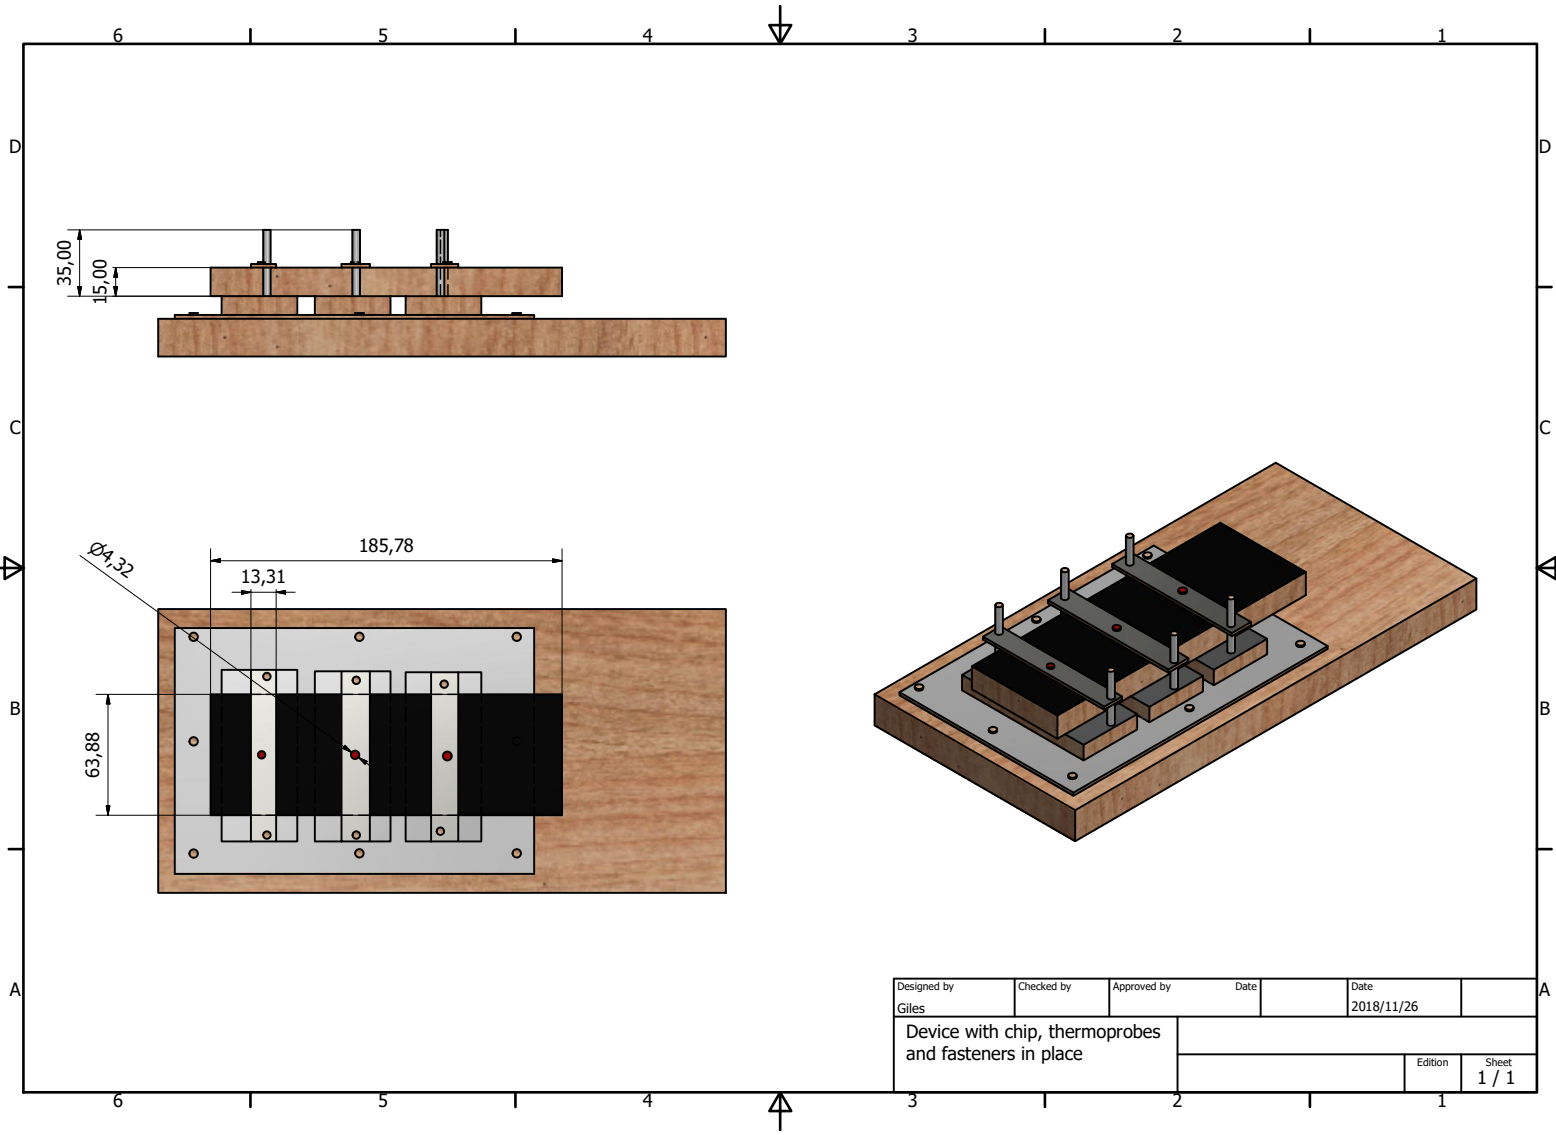 6 5 4 3 2 1
D D
35,00
15,00
C C
185,78
Ø4,32
13,31
B B
63,88
A A
Designed by Checked by Approved by Date Date
Giles 2018/11/26
Device with chip, thermoprobes
and fasteners in place
Edition Sheet
1 / 1
6 5 4 3 2 1